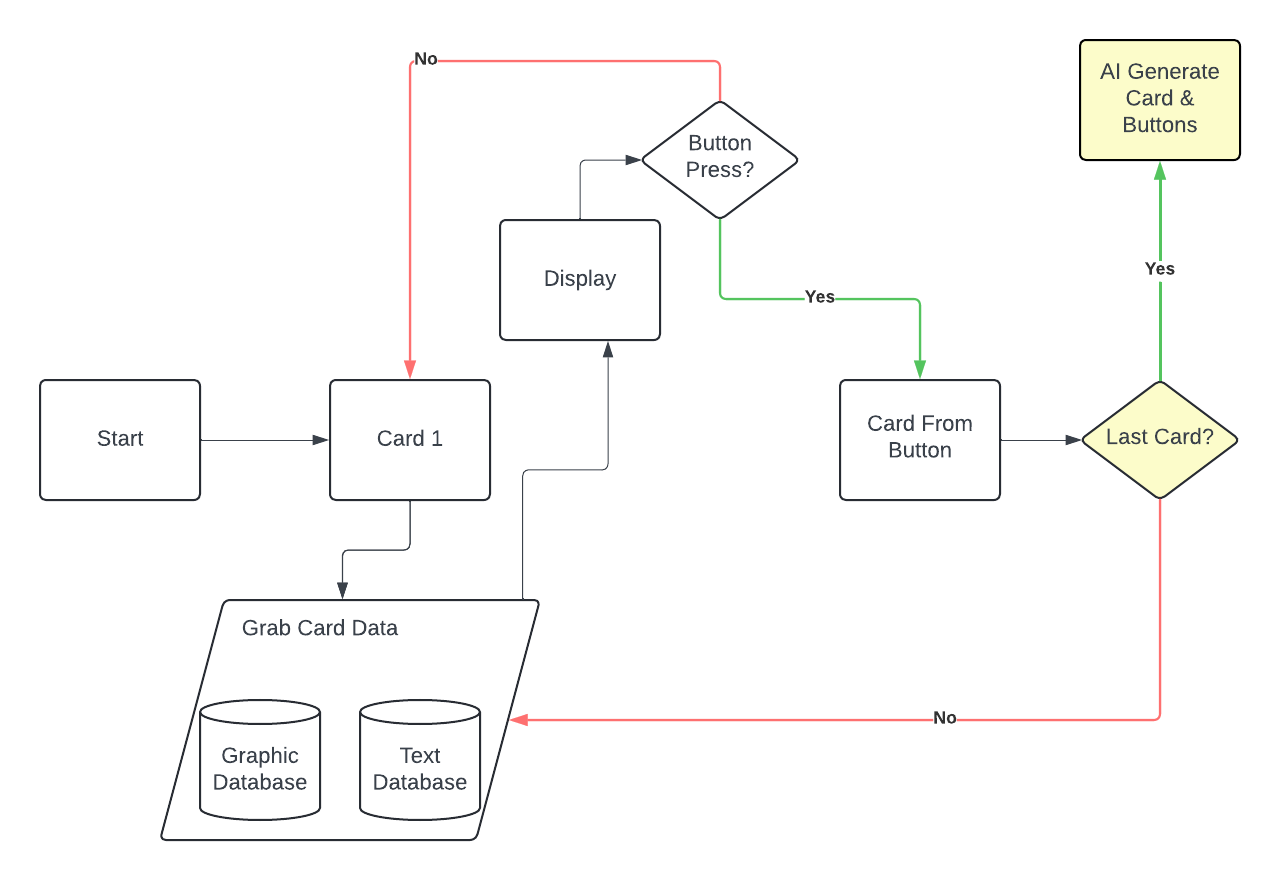 No
AI Generate
Card &
Buttons
Button
Press?
Display
Yes
Yes
Start
Card 1
Card From
Button
Last Card?
Grab Card Data
Graphic
Database
Text
Database
No